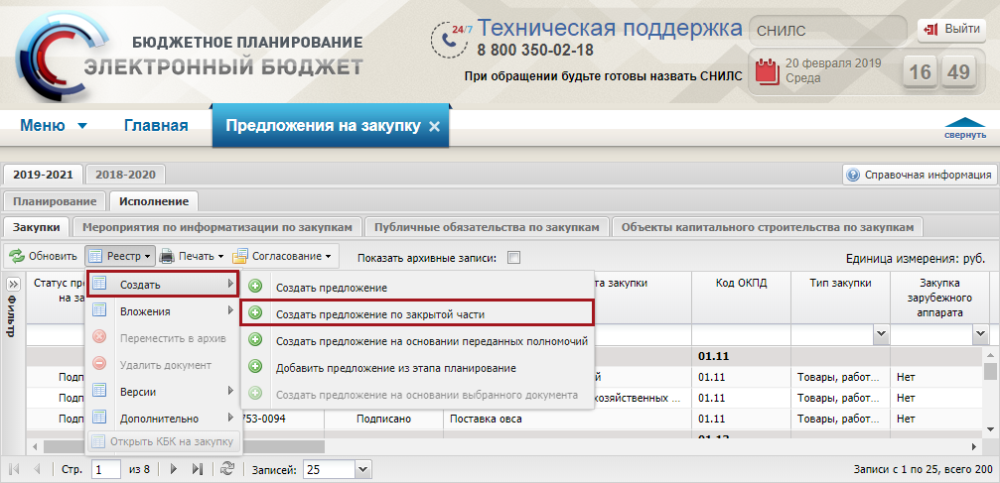 БЮДЖЕТНОЕ ПЛАНИРОВАНИЕ
ЭЛЕКТРОННЫЙ БЮДЖЕТ
24/7
Техническая поддержка
8 800 350-02-18
При обращении будьте готовы назвать СНИЛС
СНИЛС
Выйти
20 февраля 2019
Среда
16 49
Меню Главная Предложения на закупку
свернуть
2019-2021 2018-2020
Справочная информация
Планирование Исполнение
Закупки Мероприятия по информатизации по закупкам Публичные обязательства по закупкам Объекты капитального строительства по закупкам
Обновить Реестр Печать Согласование Показать архивные записи: Единица измерения: руб.
Фильтр
Создать
Вложения
Переместить в архив
Удалить документ
Версии
Дополнительно
Открыть КБК на закупку
Создать предложение
Создать предложение по закрытой части
Создать предложение на основании переданных полномочий
Добавить предложение из этапа планирование
Создать предложение на основании выбранного документа
Статус пр
на за
та закупки Код ОКПД Тип закупки Закупка
зарубежного
аппарата
01.11
Подп й 01.11 Товары, работ... Нет
Подп хозяйственных ... 01.11 Товары, работ... Нет
Подп 753-0094 Подписано Поставка овса 01.11 Товары, работ... Нет
Стр. 1 из 8 Записей: 25 Записи с 1 по 25, всего 200